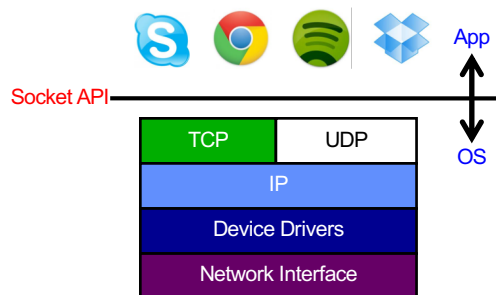 App
Socket API
TCP UDP
OS
IP
Device Drivers
Network Interface